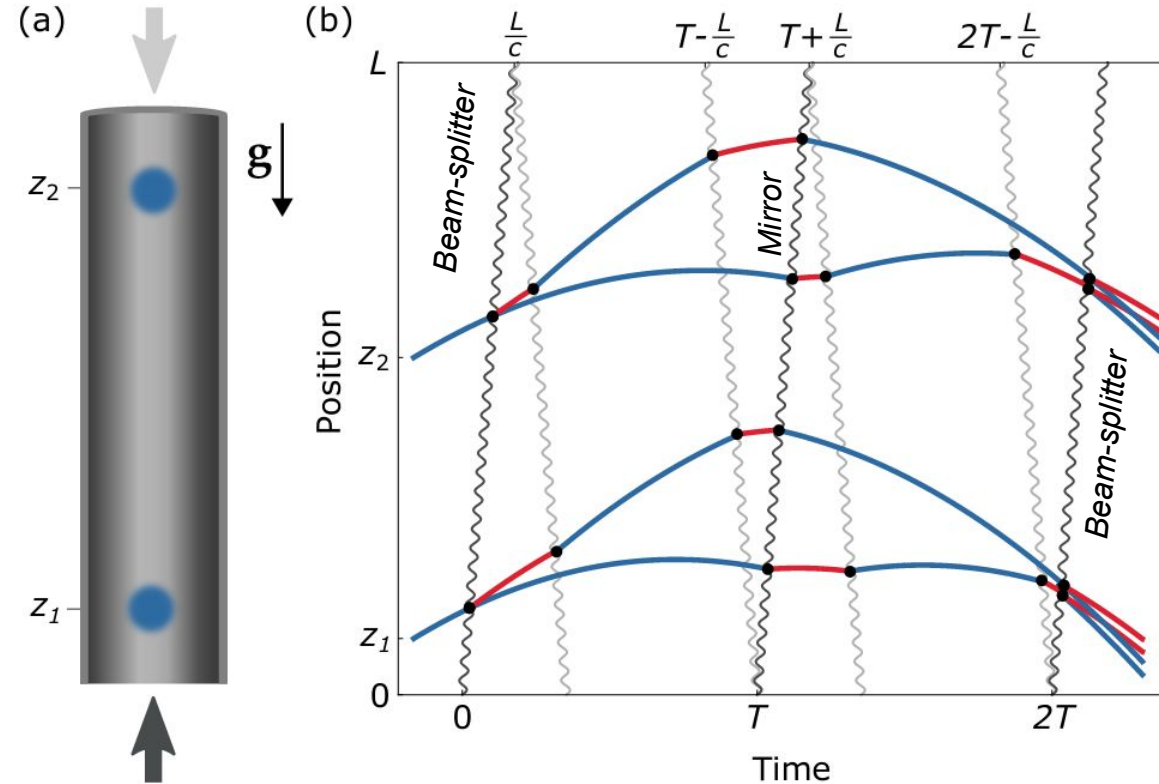 (a)
g
z₂
z₁
(b)
L/c
T-L/c
T+L/c
2T-L/c
L
z₂
z₁
0
Position
Beam-splitter
Mirror
Beam-splitter
0
T
2T
Time